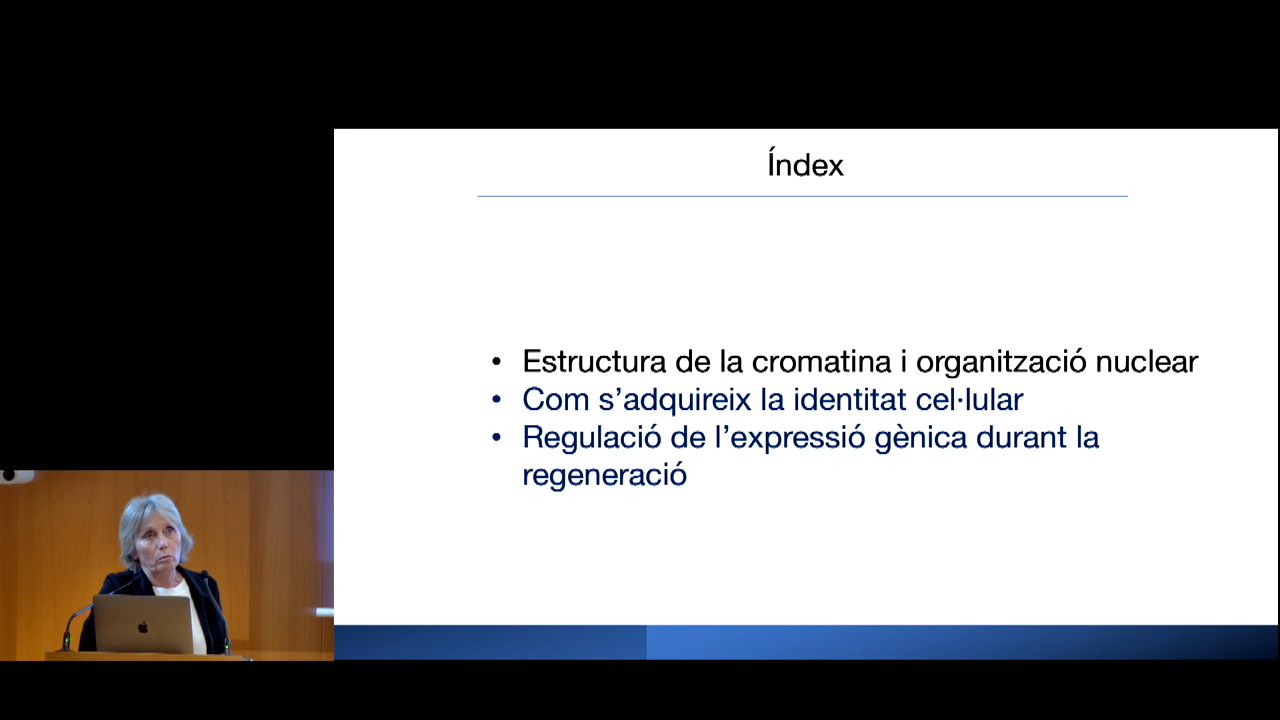 Índex
• Estructura de la cromatina i organització nuclear
• Com s’adquireix la identitat cel·lular
• Regulació de l’expressió gènica durant la
regeneració